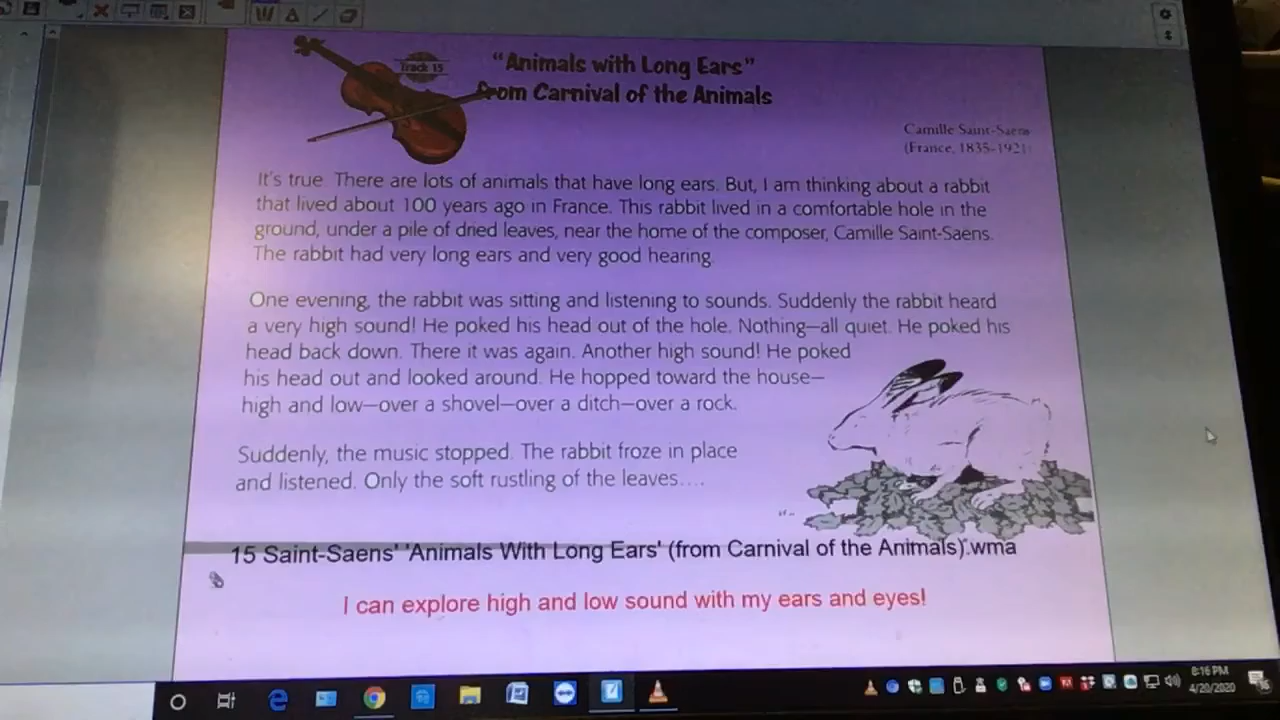 Track 15
"Animals with Long Ears"
from Carnival of the Animals
Camille Saint-Saens
(France, 1835-1921)
It's true. There are lots of animals that have long ears. But, I am thinking about a rabbit
that lived about 100 years ago in France. This rabbit lived in a comfortable hole in the
ground, under a pile of dried leaves, near the home of the composer, Camille Saint-Saens.
The rabbit had very long ears and very good hearing.
One evening, the rabbit was sitting and listening to sounds. Suddenly the rabbit heard
a very high sound! He poked his head out of the hole. Nothing—all quiet. He poked his
head back down. There it was again. Another high sound! He poked
his head out and looked around. He hopped toward the house—
high and low—over a shovel—over a ditch—over a rock.
Suddenly, the music stopped. The rabbit froze in place
and listened. Only the soft rustling of the leaves....
15 Saint-Saens' 'Animals With Long Ears' (from Carnival of the Animals).wma
I can explore high and low sound with my ears and eyes!
8:16 PM
4/20/2020